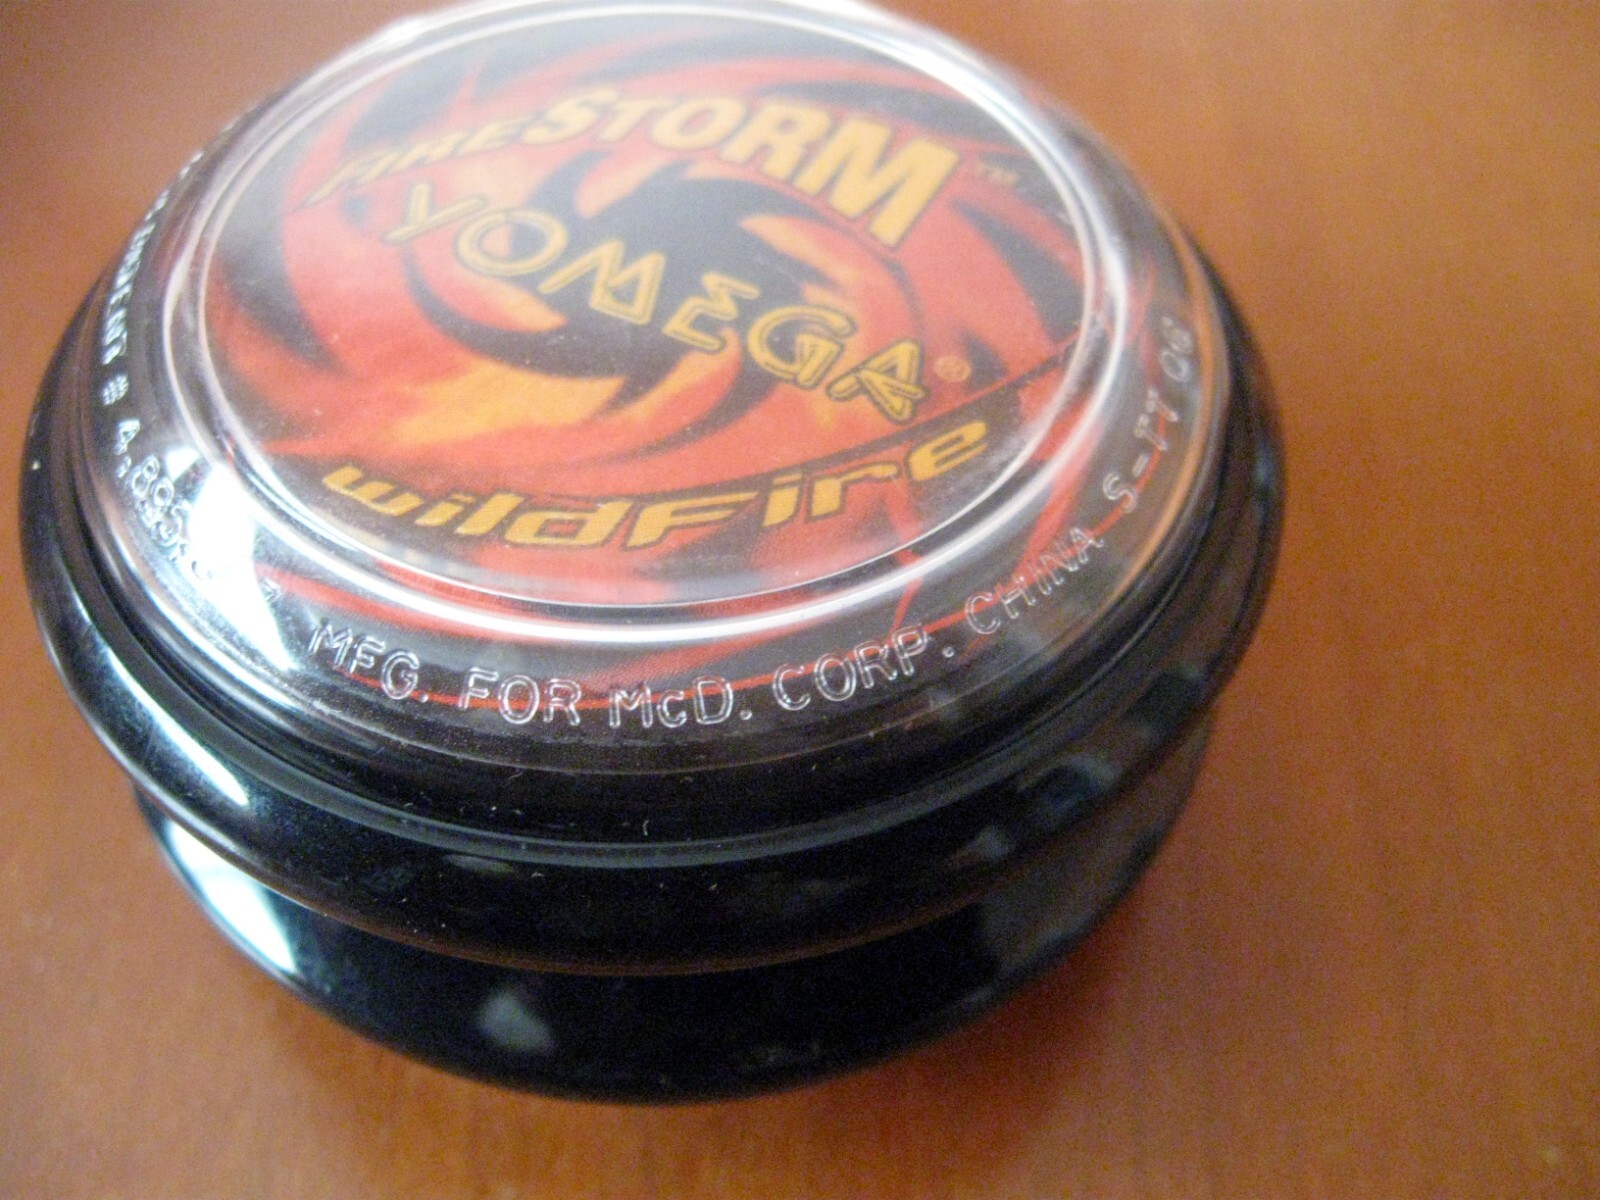 FIRESTORM™
YOMEGA®
wildFire
MFG. FOR McD. CORP. CHINA